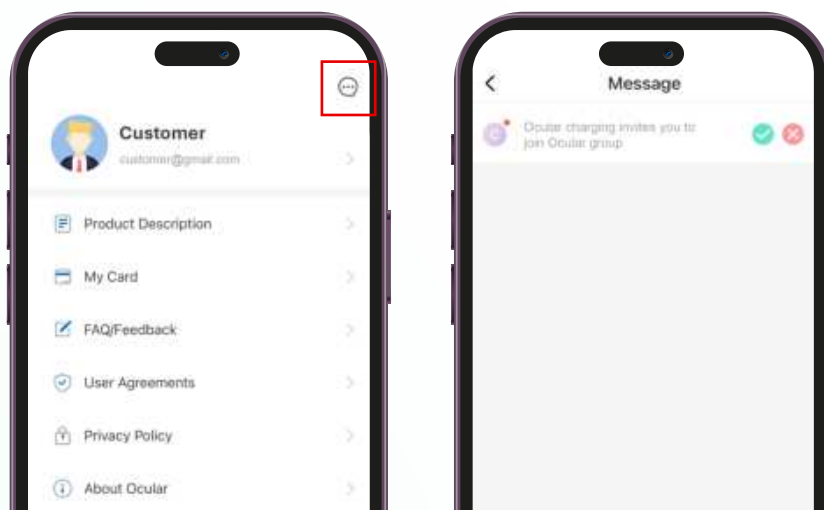 Customer
customer@gmail.com
Product Description
My Card
FAQ/Feedback
User Agreements
Privacy Policy
About Ocular
Message
Ocular charging invites you to
join Ocular group